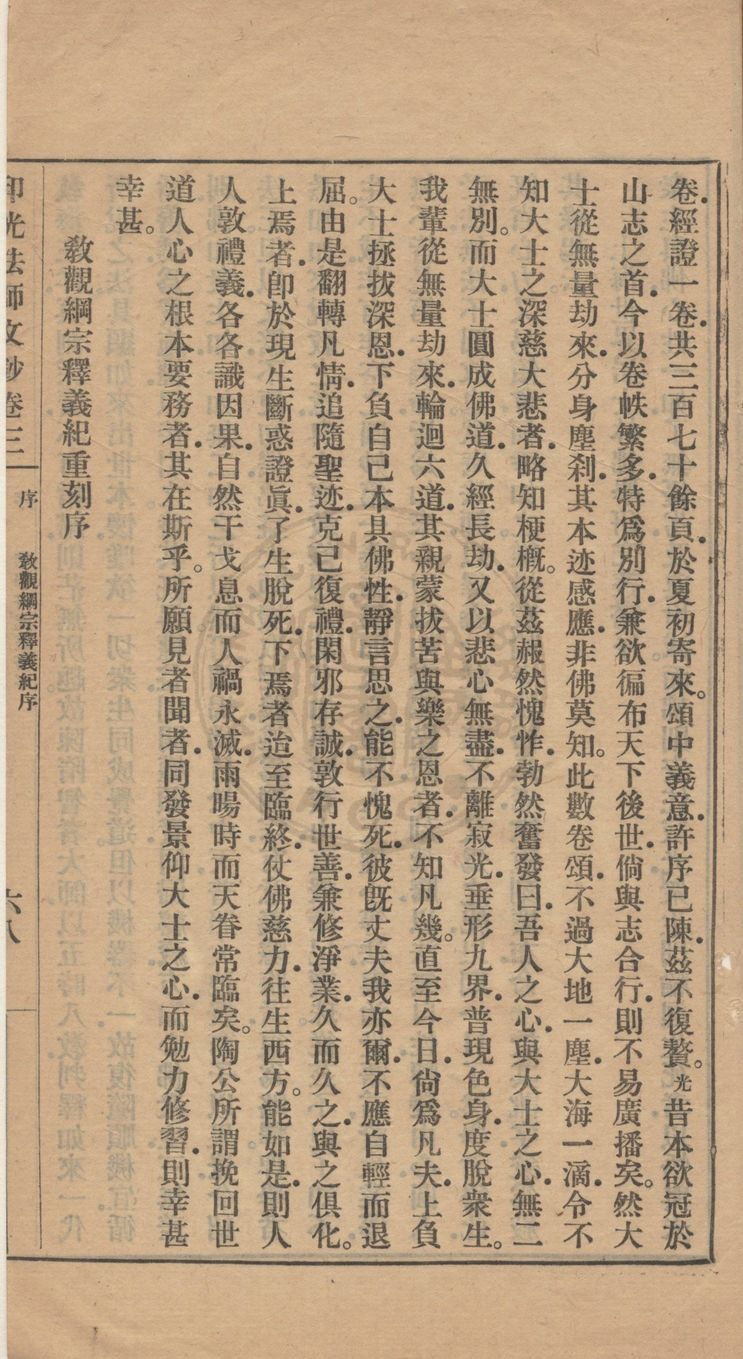 卷經證一卷共三百七十餘頁於夏初寄來。頌中義意許序已陳茲不復贅。光昔本欲冠於
山志之首今以卷帙繁多特爲別行兼欲徧布天下後世倘與志合行則不易廣播矣。然大
士從無量劫來分身塵剎其本迹感應非佛莫知。此數卷頌不過大地一塵大海一滴令不
知大士之深慈大悲者略知梗槪。從茲赧然愧怍勃然奮發曰吾人之心與大士之心無二
無別。而大士圓成佛道久經長劫又以悲心無盡不離寂光垂形九界普現色身度脫衆生。
我輩從無量劫來輪迴六道其親蒙拔苦與樂之恩者不知凡幾。直至今日尙爲凡夫上負
大士拯拔深恩下負自己本具佛性靜言思之能不愧死彼旣丈夫我亦爾不應自輕而退
屈。由是翻轉凡情追隨聖迹克己復禮閑邪存誠敦行世善兼修淨業久而久之與之俱化。
上焉者卽於現生斷惑證眞了生脫死下焉者迨至臨終仗佛慈力往生西方。能如是則人
人敦禮義各各識因果自然干戈息而人禍永滅雨暘時而天眷常臨矣。陶公所謂挽回世
道人心之根本要務者其在斯乎。所願見者聞者同發景仰大士之心而勉力修習則幸甚
幸甚。
敎觀綱宗釋義紀重刻序
印光法師文鈔卷三 序 敎觀綱宗釋義紀序 六八